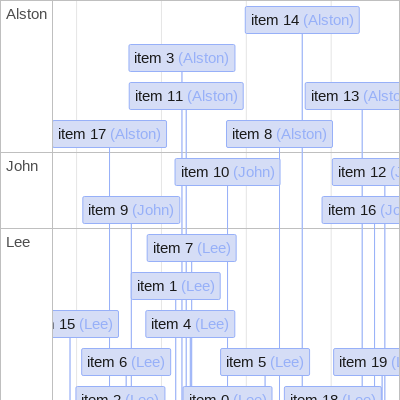 Alston
item 14 (Alston)
item 3 (Alston)
item 11 (Alston)
item 13 (Alsto
item 17 (Alston)
item 8 (Alston)
John
item 10 (John)
item 12 (J
item 9 (John)
item 16 (Jo
Lee
item 7 (Lee)
item 1 (Lee)
15 (Lee)
item 4 (Lee)
item 6 (Lee)
item 5 (Lee)
item 19 (L
item 2 (Lee)
item 0 (Lee)
item 18 (Lee)